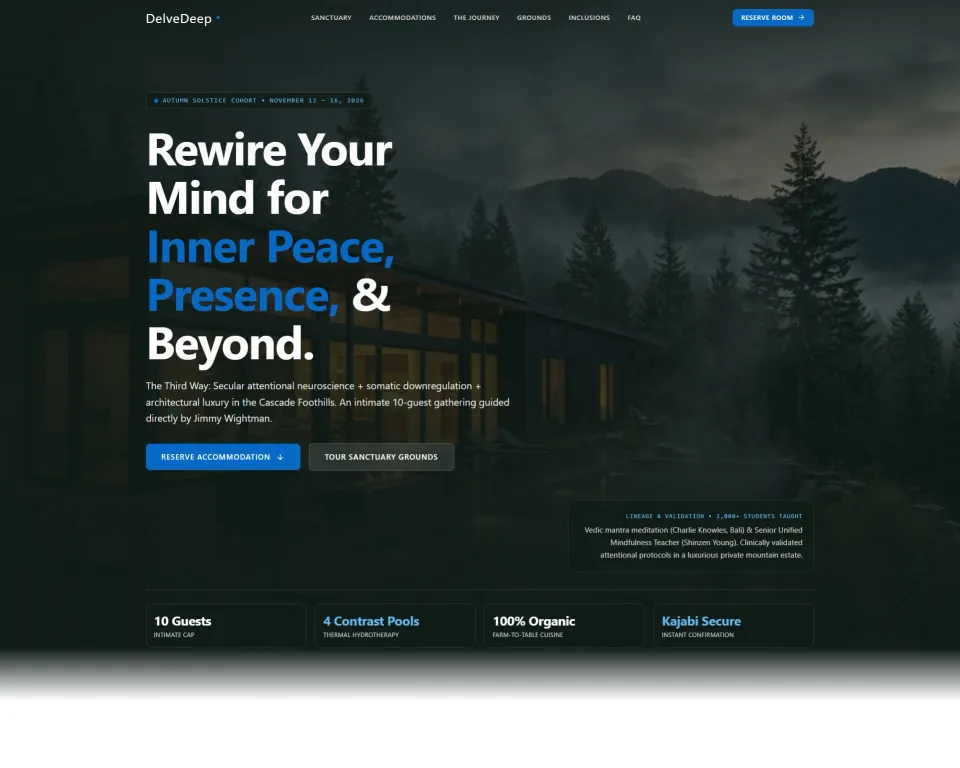 DelveDeep
SANCTUARY ACCOMMODATIONS THE JOURNEY GROUNDS INCLUSIONS FAQ
RESERVE ROOM →
AUTUMN SOLSTICE COHORT • NOVEMBER 12 – 16, 2026
Rewire Your
Mind for
Inner Peace,
Presence, &
Beyond.
The Third Way: Secular attentional neuroscience + somatic downregulation +
architectural luxury in the Cascade Foothills. An intimate 10-guest gathering guided
directly by Jimmy Wightman.
RESERVE ACCOMMODATION ↓
TOUR SANCTUARY GROUNDS
LINEAGE & VALIDATION • 2,000+ STUDENTS TAUGHT
Vedic mantra meditation (Charlie Knowles, Bali) & Senior Unified
Mindfulness Teacher (Shinzen Young). Clinically validated
attentional protocols in a luxurious private mountain estate.
10 Guests
INTIMATE CAP
4 Contrast Pools
THERMAL HYDROTHERAPY
100% Organic
FARM-TO-TABLE CUISINE
Kajabi Secure
INSTANT CONFIRMATION